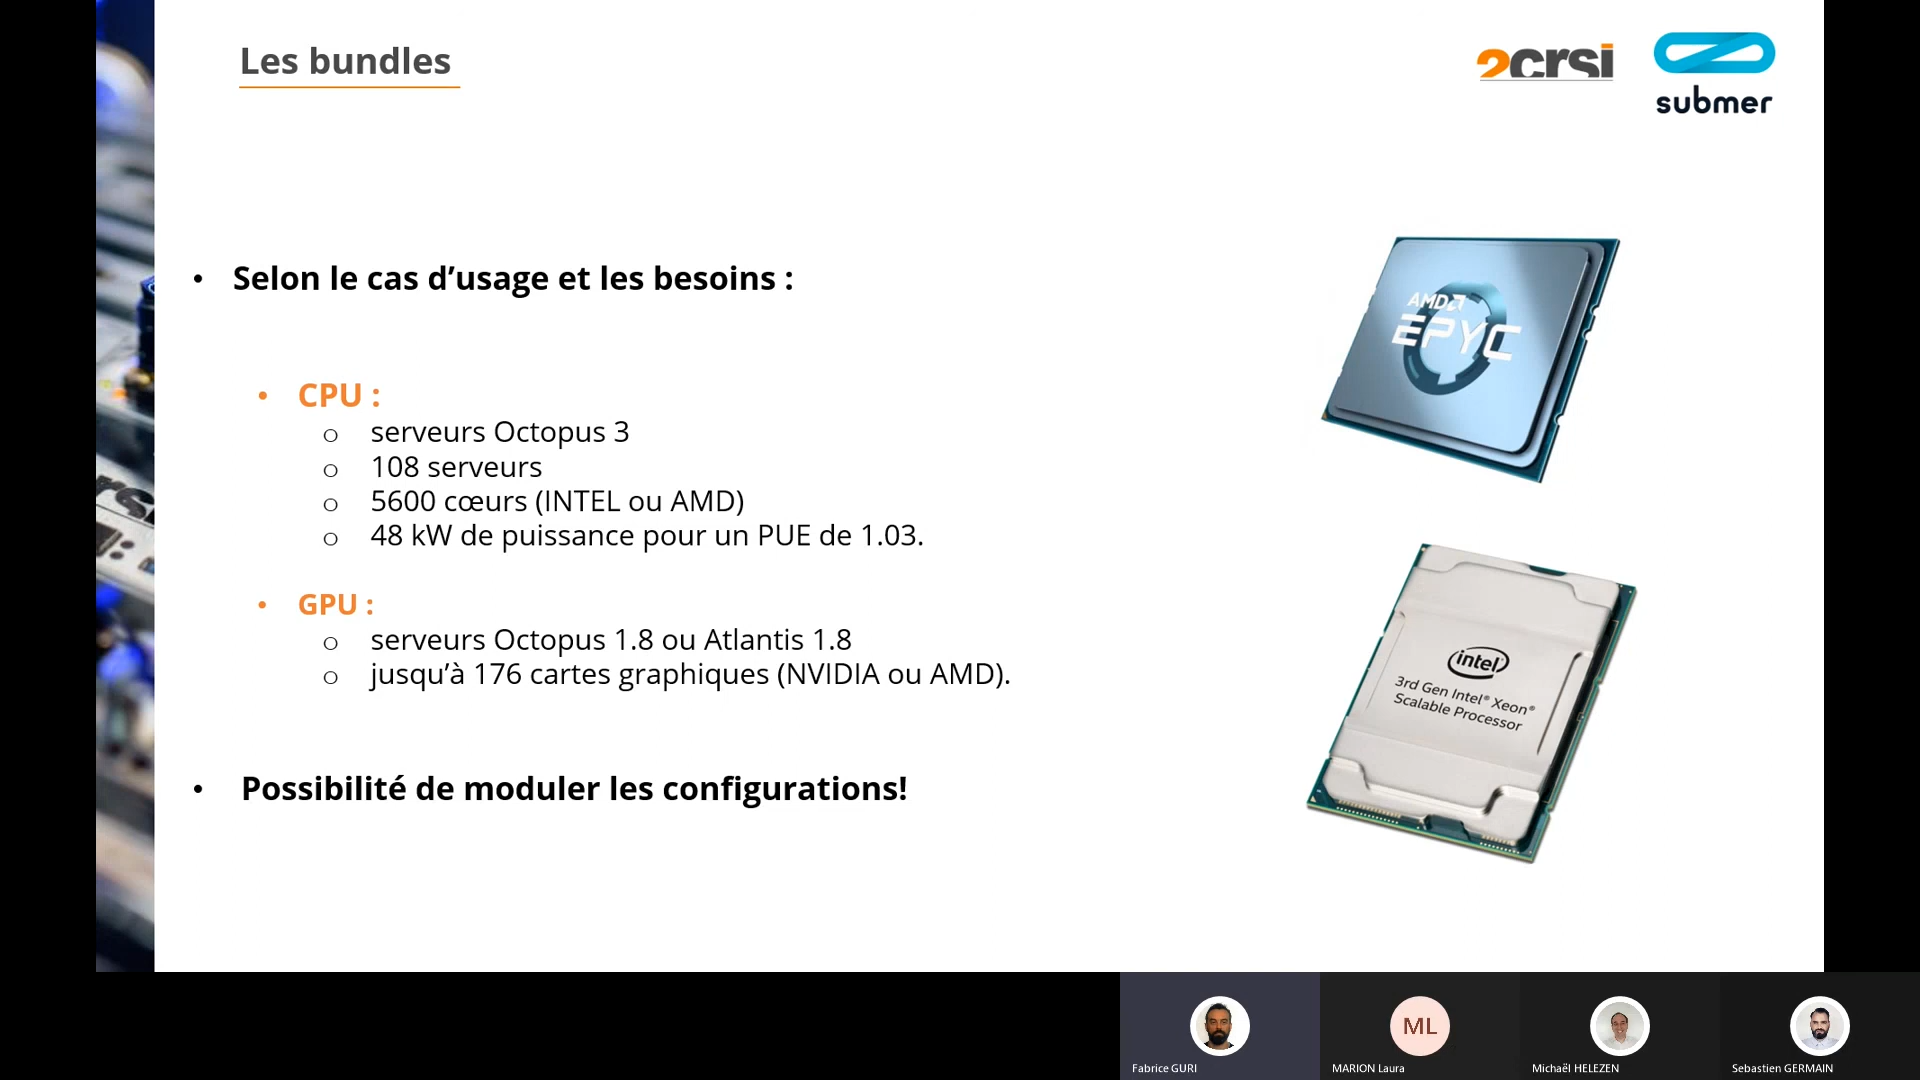 Les bundles
2crsi
submer
• Selon le cas d’usage et les besoins :
• CPU :
o serveurs Octopus 3
o 108 serveurs
o 5600 cœurs (INTEL ou AMD)
o 48 kW de puissance pour un PUE de 1.03.
• GPU :
o serveurs Octopus 1.8 ou Atlantis 1.8
o jusqu’à 176 cartes graphiques (NVIDIA ou AMD).
• Possibilité de moduler les configurations!
AMD
EPYC
intel
3rd Gen Intel® Xeon®
Scalable Processor
ML
Fabrice GURI
MARION Laura
Michaël HELEZEN
Sebastien GERMAIN